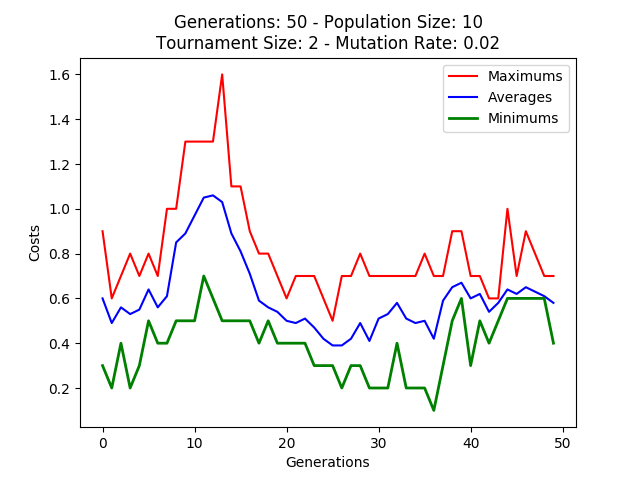 Generations: 50 - Population Size: 10
Tournament Size: 2 - Mutation Rate: 0.02
Maximums
Averages
Minimums
1.6
1.4
1.2
1.0
0.8
0.6
0.4
0.2
Costs
0 10 20 30 40 50
Generations